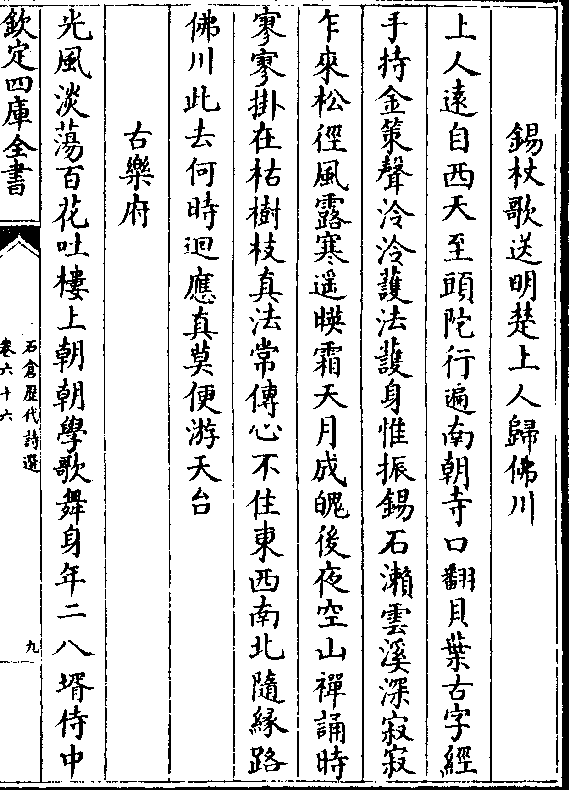 錫杖歌送明楚上人歸佛川
上人遠自西天至頭陀行遍南朝寺口翻貝葉古字經
手持金策聲泠泠護法護身惟振錫石瀨雲溪深寂寂
乍來松徑風露寒遥暎霜天月成魄後夜空山禪誦時
寥寥掛在枯樹枝真法常傳心不住東西南北隨緣路
佛川此去何時迴應真莫便游天台
古樂府
光風淡蕩百花吐樓上朝朝學歌舞身年二八壻侍中
欽定四庫全書
石倉歴代詩選
卷六十六
九